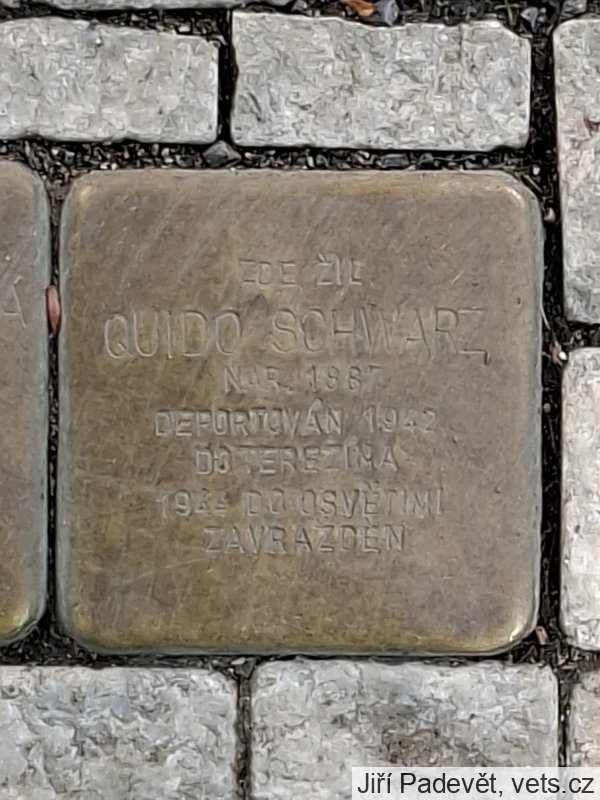 ZDE ŽIL
QUIDO SCHWARZ
NAR. 1887
DEPORTOVÁN 1942
DO TEREZÍNA
1944 DO OSVĚTIMI
ZAVRAŽDĚN
A
Jiří Padevět, vets.cz